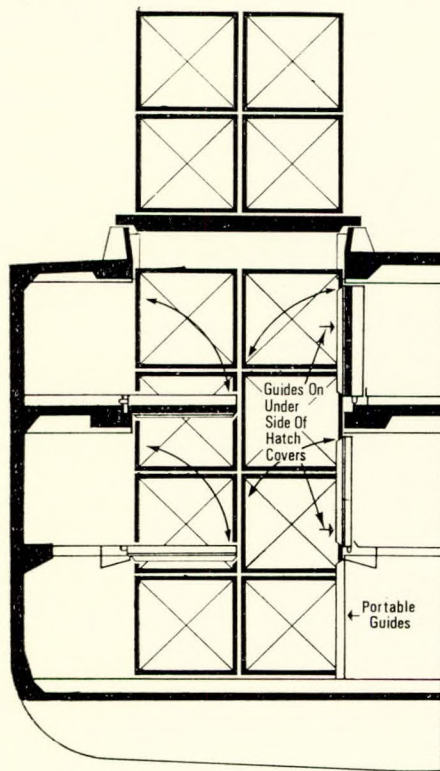 Guides On
Under
Side Of
Hatch
Covers
Portable
Guides